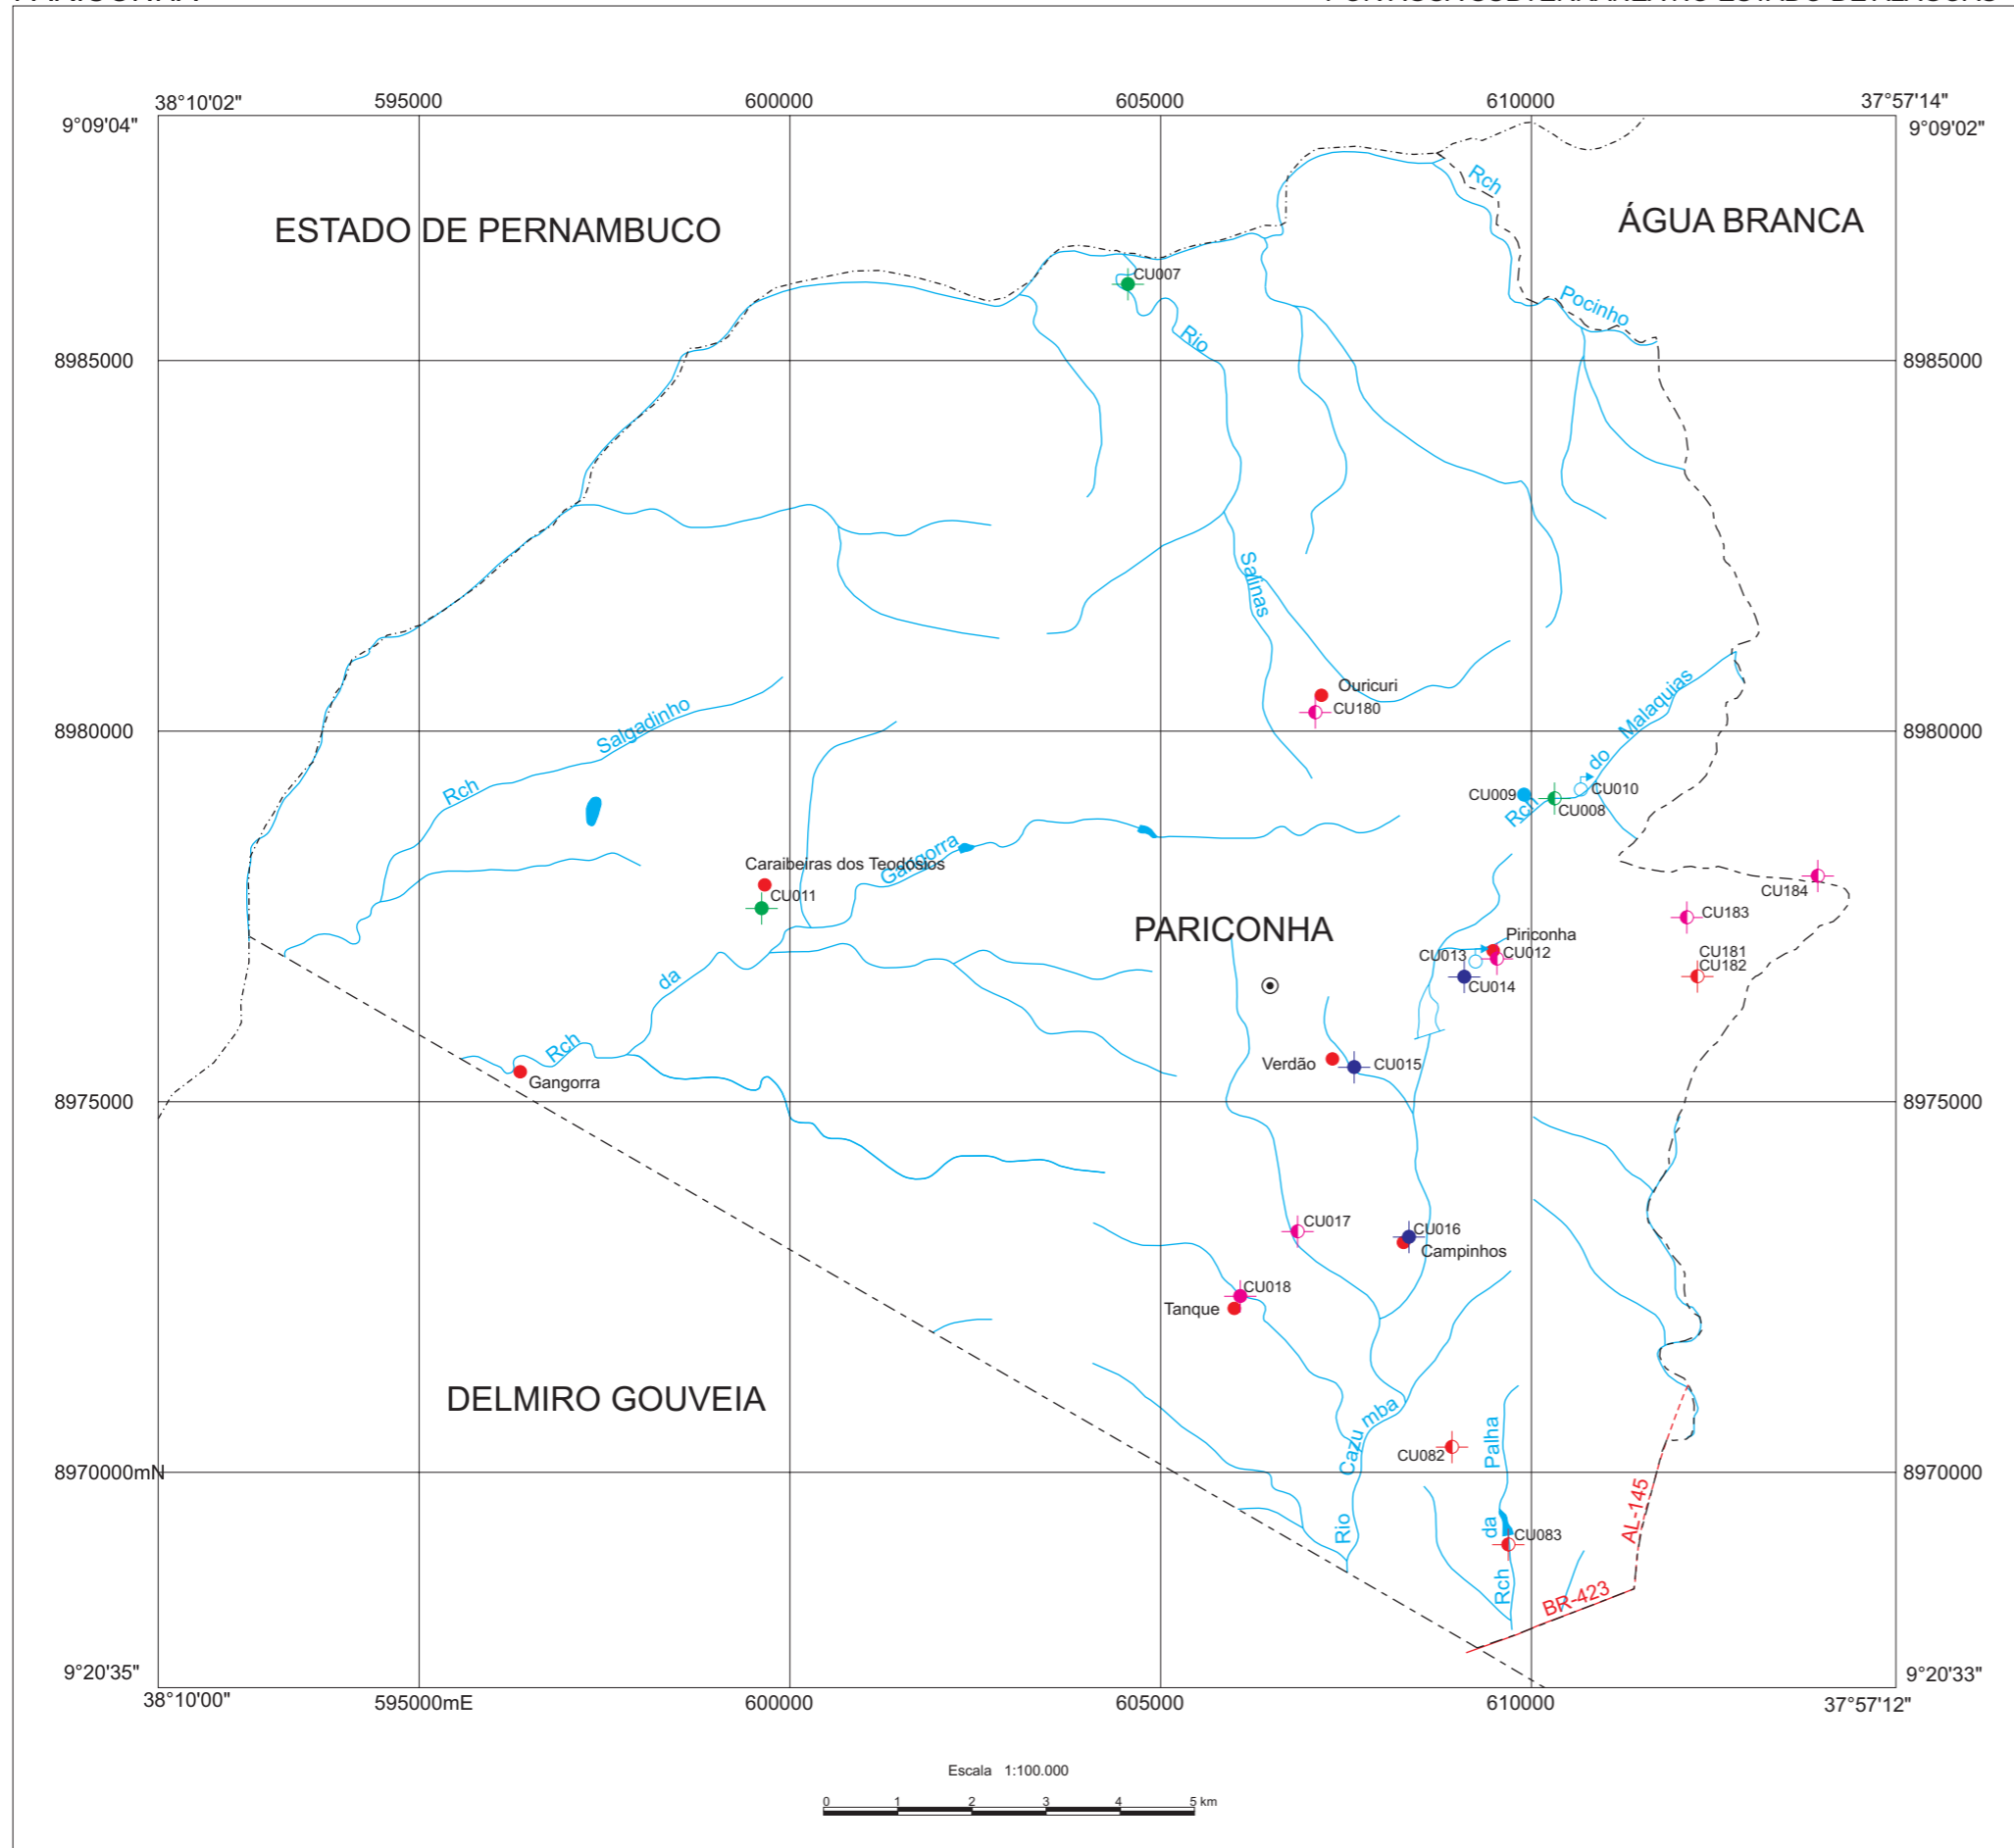 38°10'02" 595000 600000 605000 610000 37°57'14"
9°09'04" 9°09'02"
Rch
ESTADO DE PERNAMBUCO ÁGUA BRANCA
CU007
Pocinho
Rio
8985000 8985000
Salinas
Ouricuri
CU180
Malaquias
Salgadinho
8980000 8980000
do
Rch
CU009 CU010
Rch CU008
Gangorra
Caraibeiras dos Teodósios
CU011
CU184
CU183
PARICONHA
Piriconha
CU013 CU012
CU181
CU182
da
CU014
Rch
Verdão CU015
Gangorra
8975000 8975000
CU017
CU016
Campinhos
CU018
Tanque
DELMIRO GOUVEIA
Cazu mba
Palha
CU082
8970000mN 8970000
AL-145
Rio
da
CU083
Rch
BR-423
9°20'35" 9°20'33"
38°10'00" 595000mE 600000 605000 610000 37°57'12"
Escala 1:100.000
0 1 2 3 4 5 km